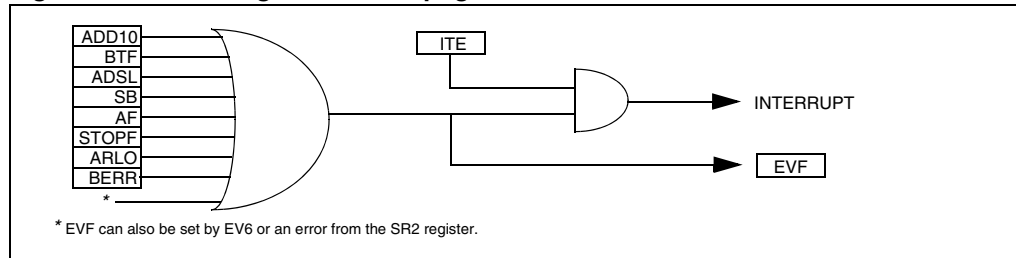 ADD10
BTF
ADSL
SB
AF
STOPF
ARLO
BERR
*
ITE
INTERRUPT
EVF
* EVF can also be set by EV6 or an error from the SR2 register.